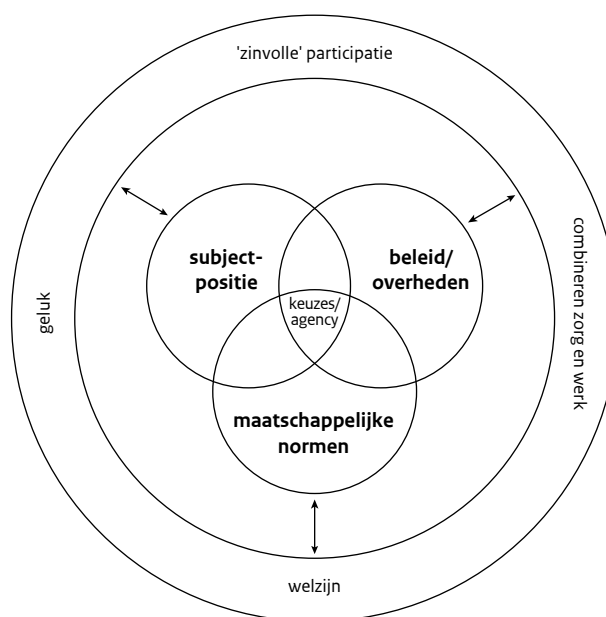 'zinvolle' participatie
subject-
positie
beleid/
overheden
keuzes/
agency
geluk
combineren zorg en werk
maatschappelijke
normen
welzijn